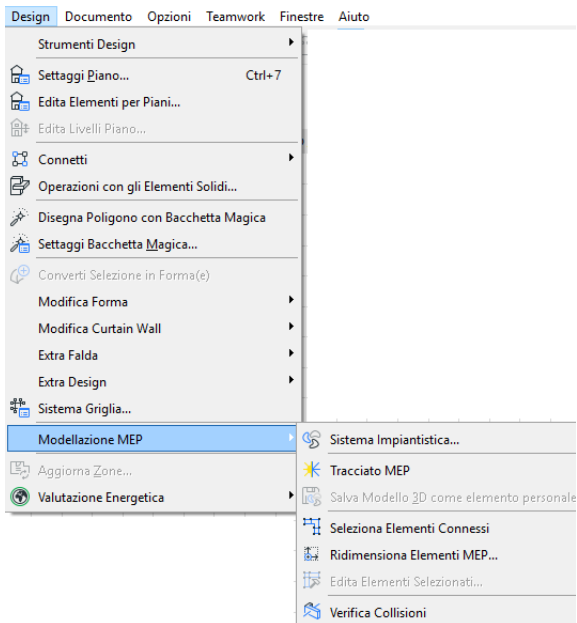 Design Documento Opzioni Teamwork Finestre Aiuto
Strumenti Design
Settaggi Piano... Ctrl+7
Edita Elementi per Piani...
Edita Livelli Piano...
Connetti
Operazioni con gli Elementi Solidi...
Disegna Poligono con Bacchetta Magica
Settaggi Bacchetta Magica...
Converti Selezione in Forma(e)
Modifica Forma
Modifica Curtain Wall
Extra Falda
Extra Design
Sistema Griglia...
Modellazione MEP
Sistema Impiantistica...
Aggiorna Zone...
Tracciato MEP
Valutazione Energetica
Salva Modello 3D come elemento personale
Seleziona Elementi Connessi
Ridimensiona Elementi MEP...
Edita Elementi Selezionati...
Verifica Collisioni